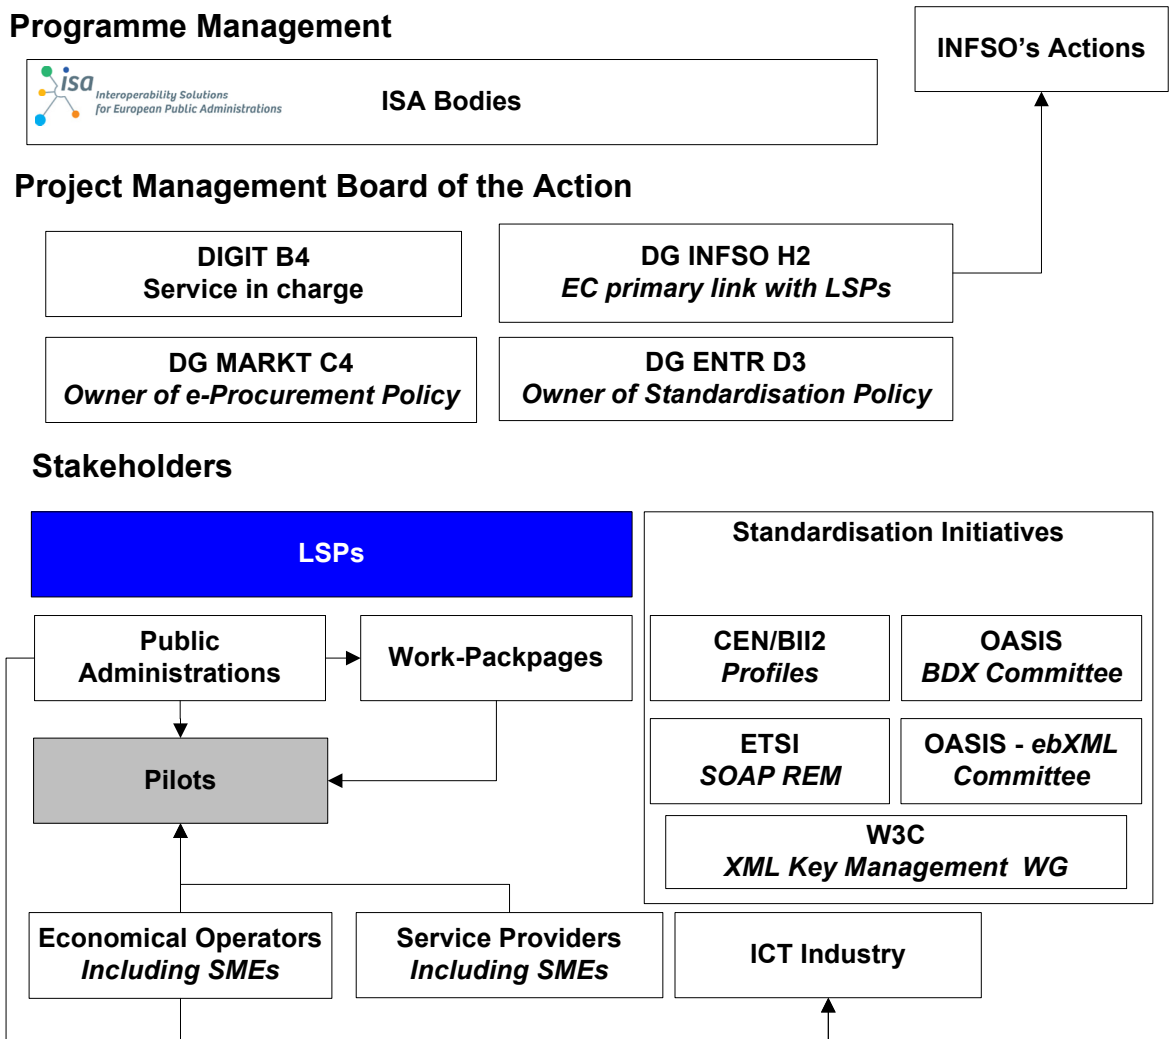 Programme Management
INFSO's Actions
isa
Interoperability Solutions
for European Public Administrations
ISA Bodies
Project Management Board of the Action
DIGIT B4
Service in charge
DG INFSO H2
EC primary link with LSPs
DG MARKT C4
Owner of e-Procurement Policy
DG ENTR D3
Owner of Standardisation Policy
Stakeholders
LSPs
Standardisation Initiatives
Public
Administrations
Work-Packpages
CEN/BII2
Profiles
OASIS
BDX Committee
Pilots
ETSI
SOAP REM
OASIS - ebXML
Committee
W3C
XML Key Management  WG
Economical Operators
Including SMEs
Service Providers
Including SMEs
ICT Industry